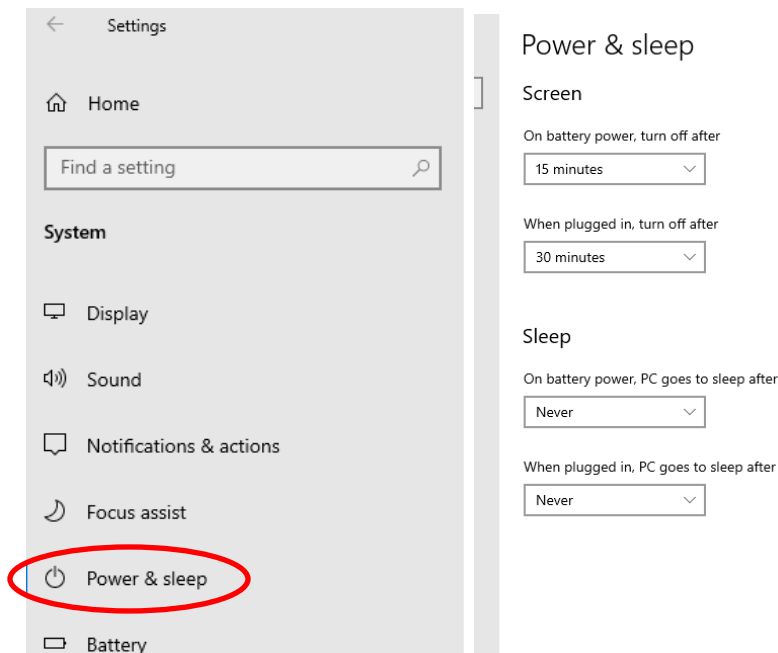 Settings
Home
Find a setting
System
Display
Sound
Notifications & actions
Focus assist
Power & sleep
Battery
Power & sleep
Screen
On battery power, turn off after
15 minutes
When plugged in, turn off after
30 minutes
Sleep
On battery power, PC goes to sleep after
Never
When plugged in, PC goes to sleep after
Never